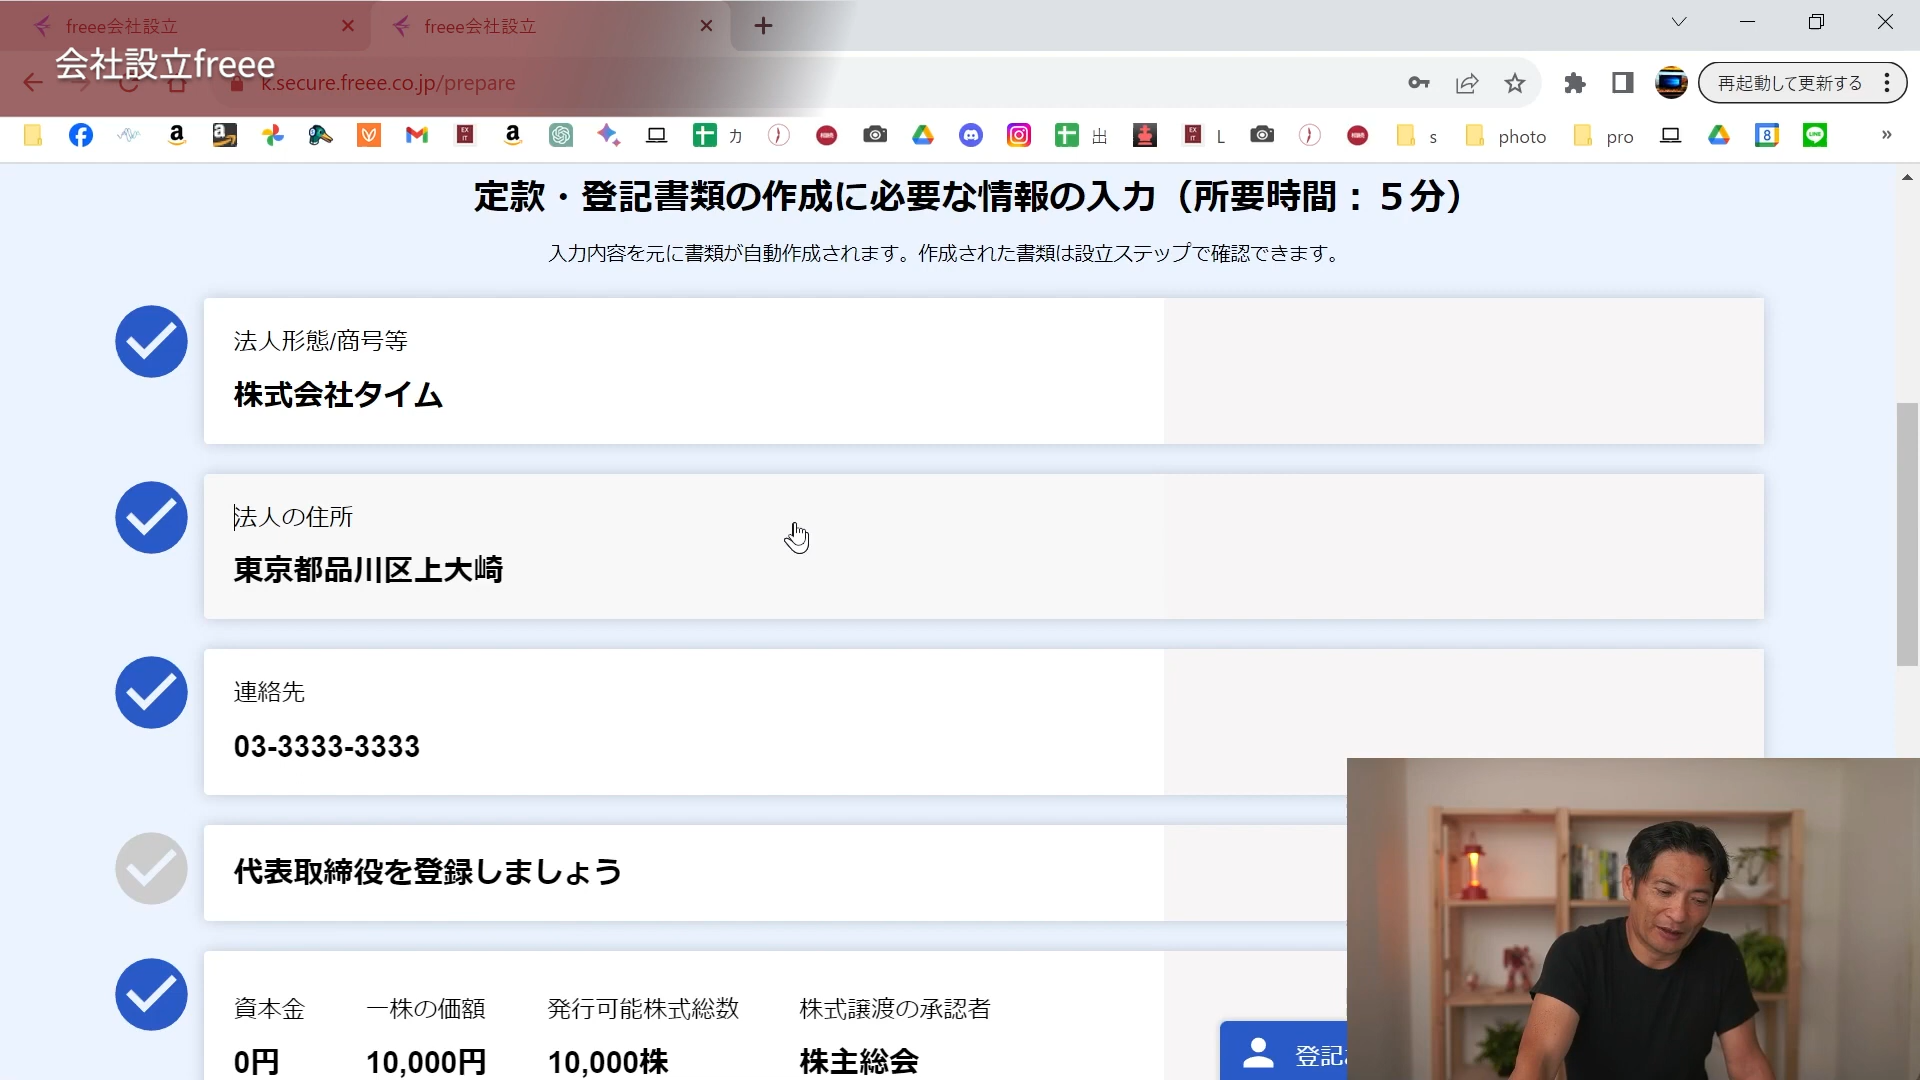 freee会社設立
freee会社設立
会社設立freee
k.secure.freee.co.jp/prepare
再起動して更新する
カ
出
L
s
photo
pro
»
定款・登記書類の作成に必要な情報の入力（所要時間：５分）
入力内容を元に書類が自動作成されます。作成された書類は設立ステップで確認できます。
法人形態/商号等
株式会社タイム
法人の住所
東京都品川区上大崎
連絡先
03-3333-3333
代表取締役を登録しましょう
資本金 一株の価額 発行可能株式総数 株式譲渡の承認者
0円 10,000円 10,000株 株主総会
登記